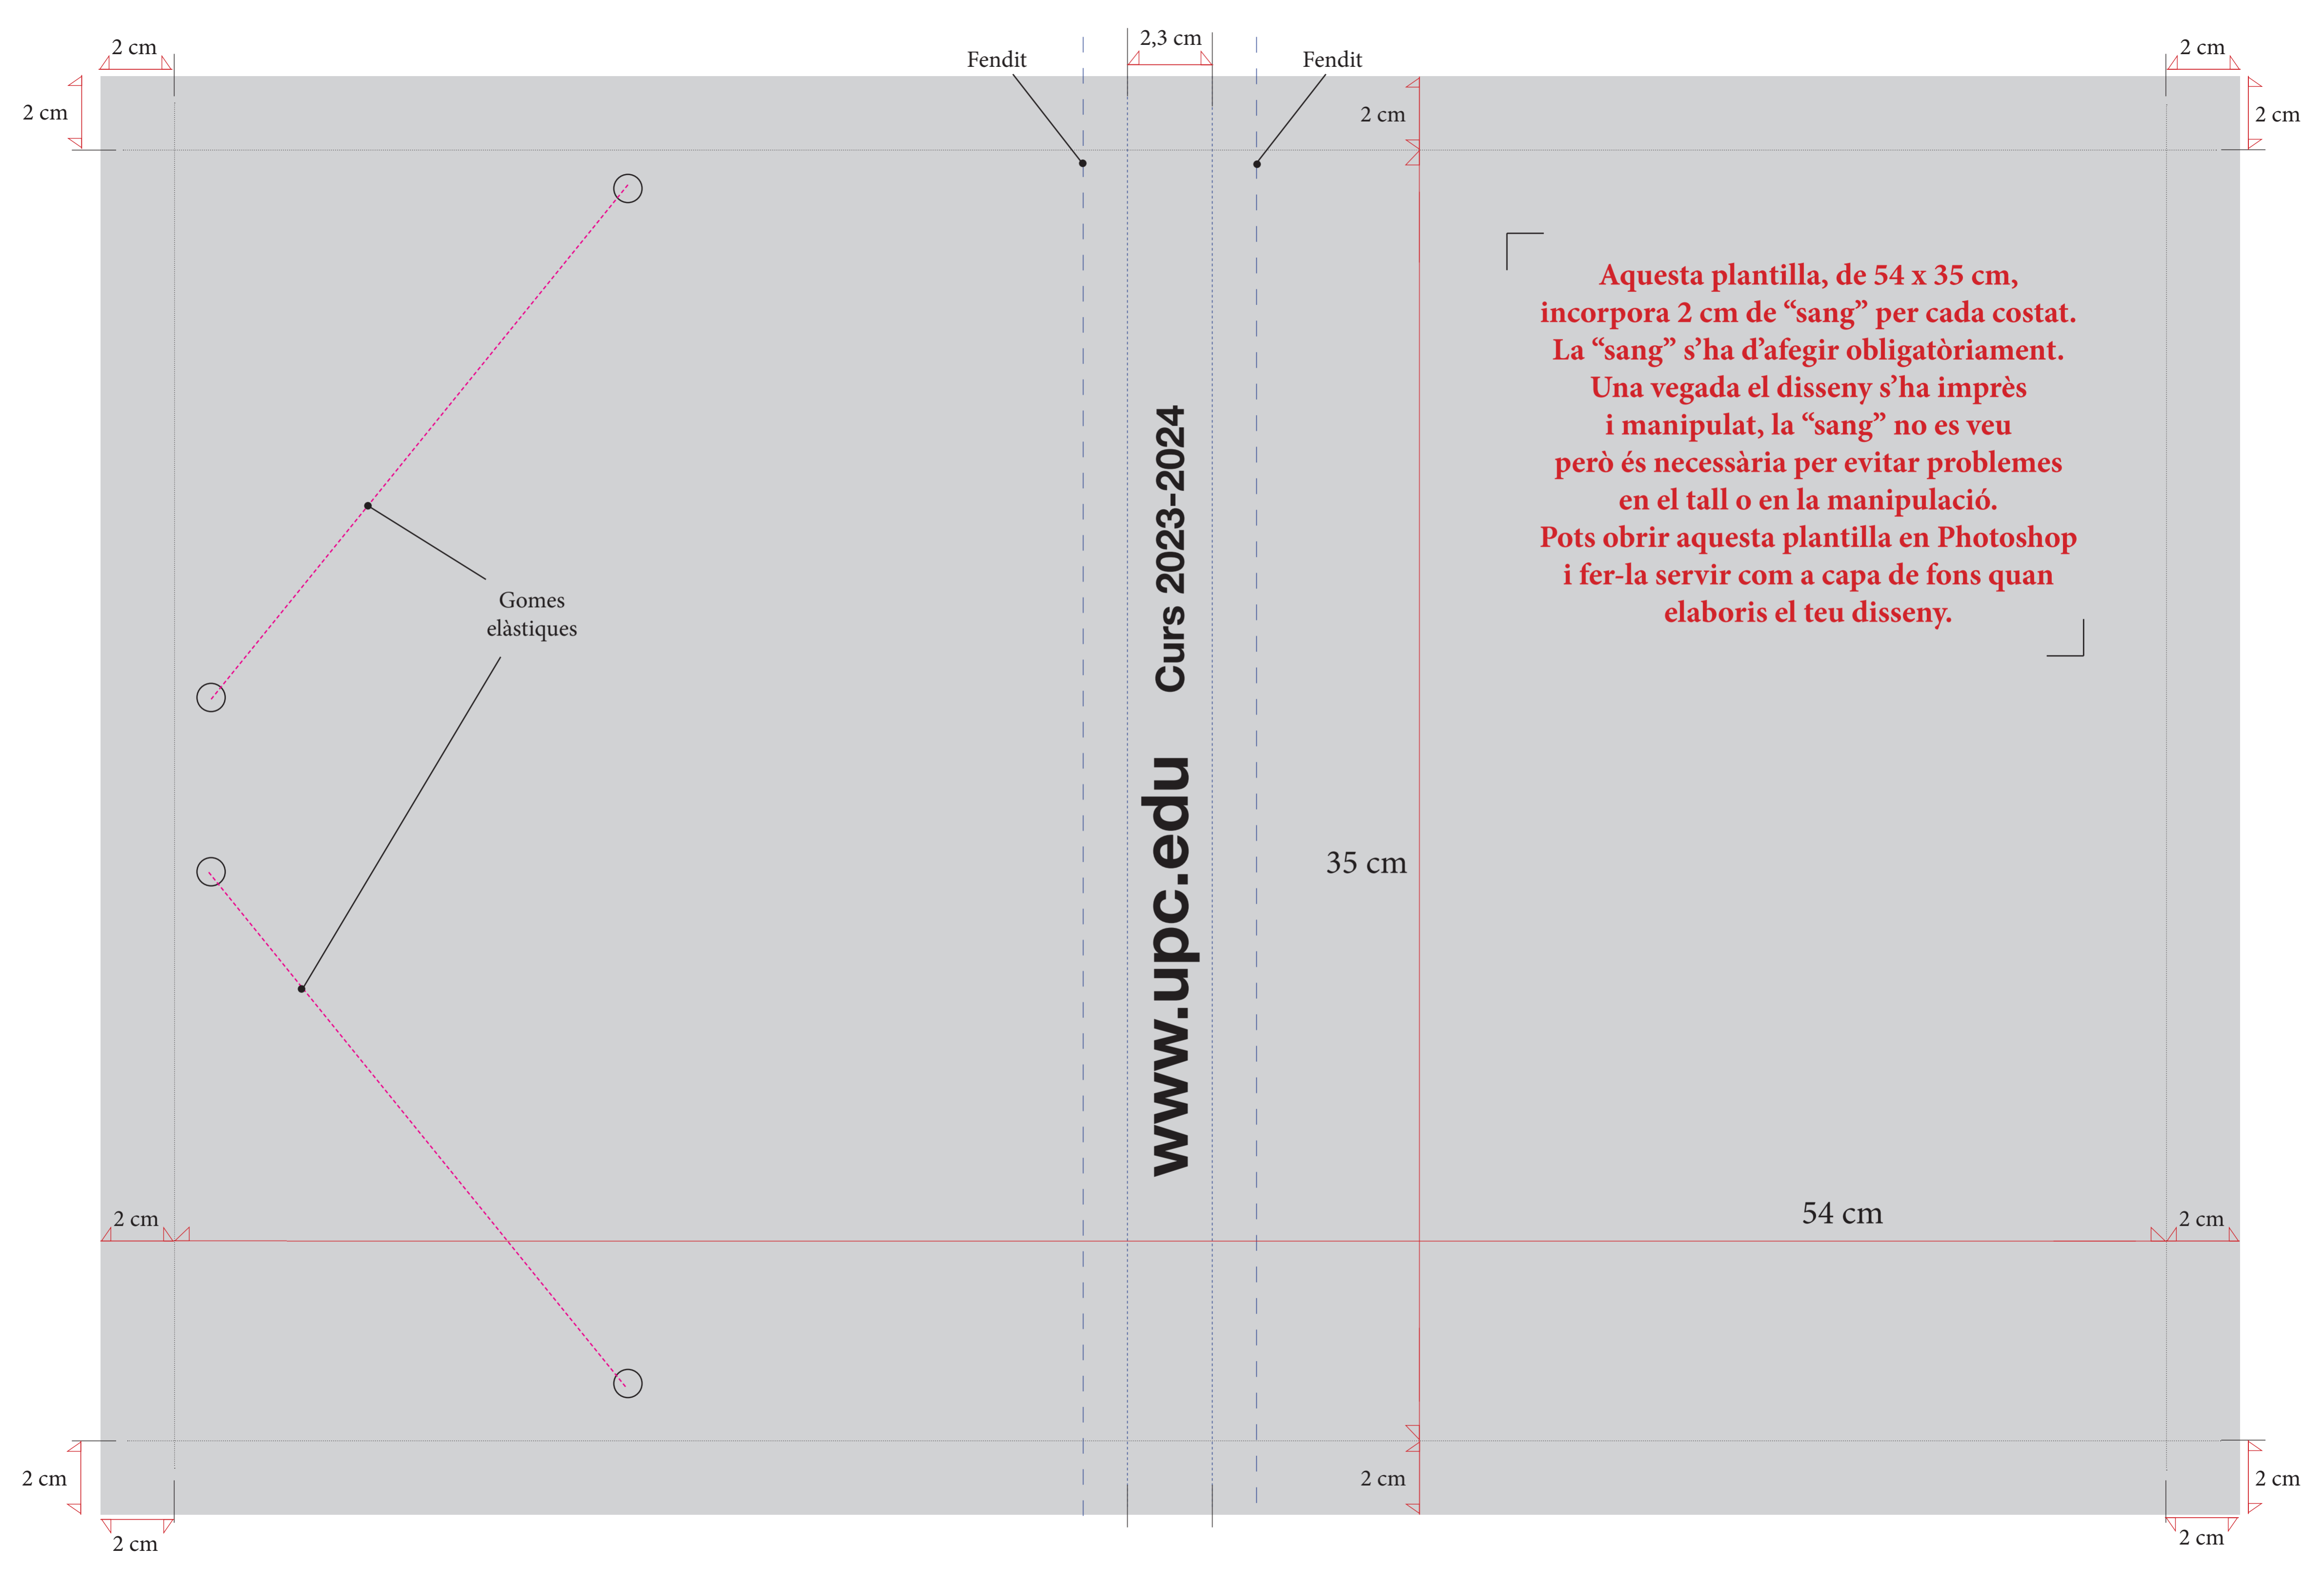 2 cm
2,3 cm
2 cm
Fendit
Fendit
2 cm
2 cm
2 cm
Aquesta plantilla, de 54 x 35 cm,
incorpora 2 cm de “sang” per cada costat.
La “sang” s’ha d’afegir obligatòriament.
Una vegada el disseny s’ha imprès
i manipulat, la “sang” no es veu
però és necessària per evitar problemes
en el tall o en la manipulació.
Pots obrir aquesta plantilla en Photoshop
i fer-la servir com a capa de fons quan
elaboris el teu disseny.
Gomes
elàstiques
www.upc.edu Curs 2023-2024
35 cm
54 cm
2 cm
2 cm
2 cm
2 cm
2 cm
2 cm
2 cm